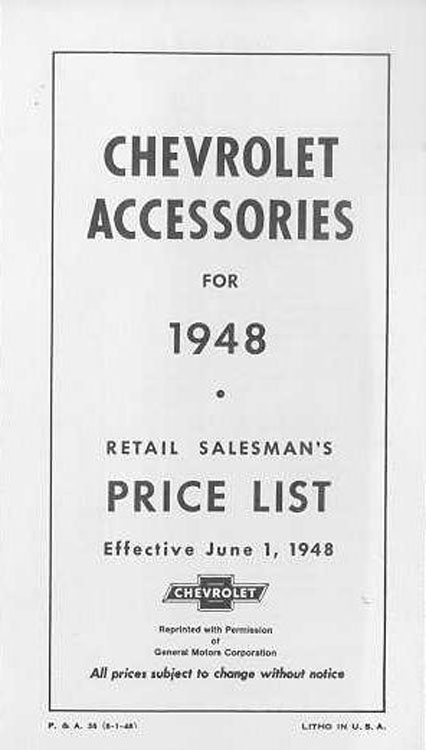 CHEVROLET
ACCESSORIES
FOR
1948
•
RETAIL SALESMAN'S
PRICE LIST
Effective June 1, 1948
CHEVROLET
Reprinted with Permission
of
General Motors Corporation
All prices subject to change without notice
P. & A. 36 (6-1-48) LITHO IN U.S.A.